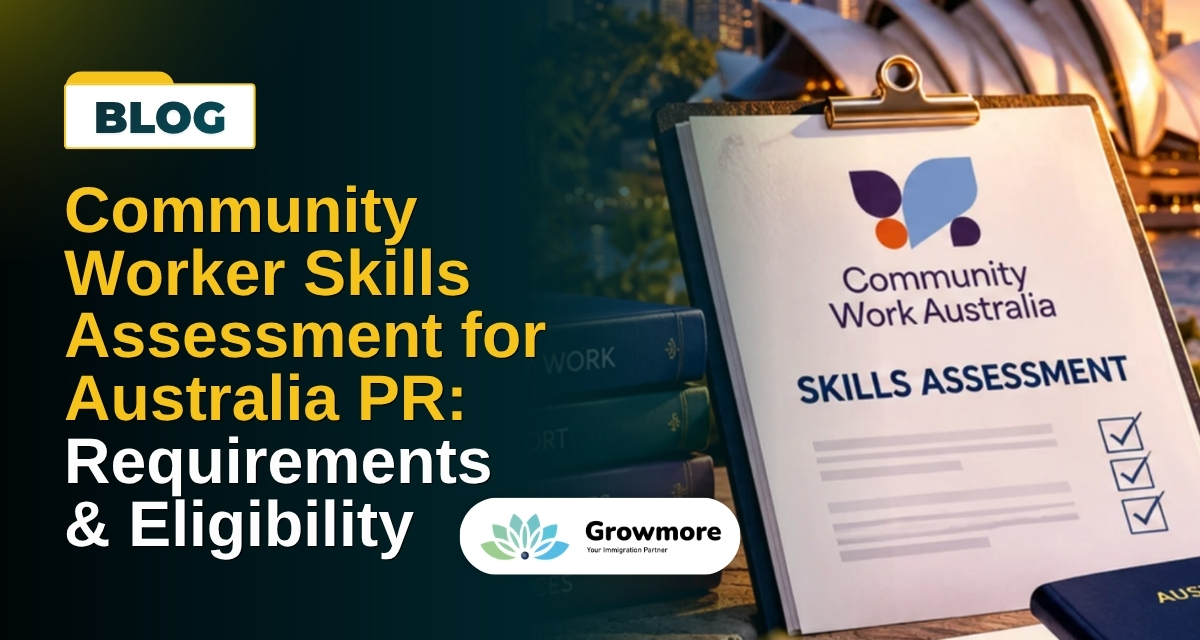 BLOG
Community
Worker Skills
Assessment for
Australia PR:
Requirements
& Eligibility
Growmore
Your Immigration Partner
WORK
Community
Work Australia
SKILLS ASSESSMENT